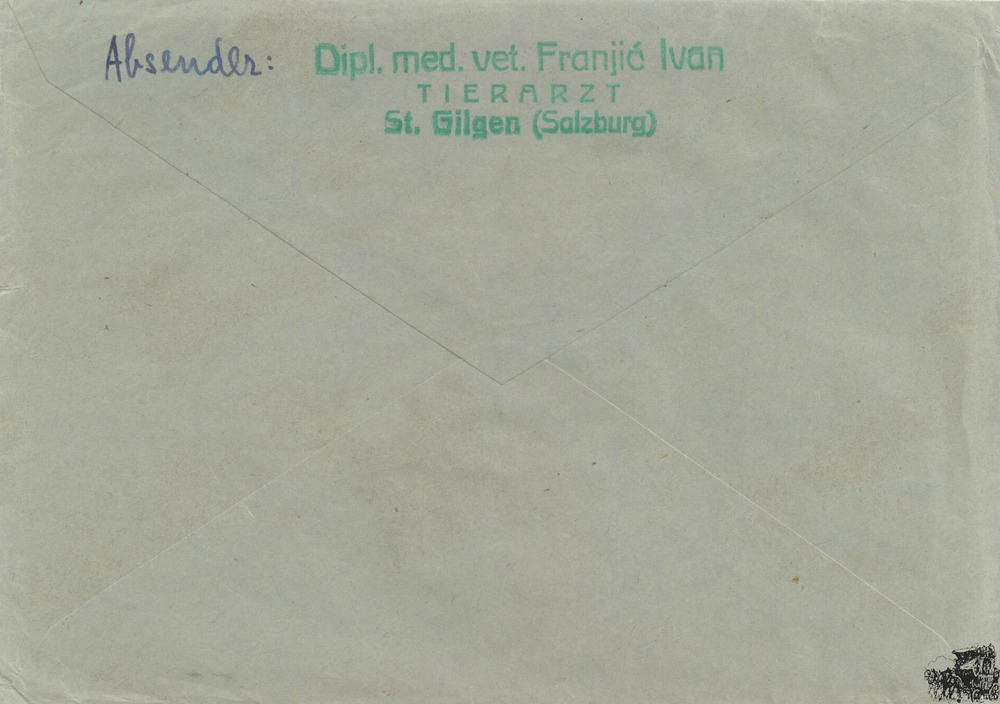 Absender: Dipl. med. vet. Franjić Ivan
TIERARZT
St. Gilgen (Salzburg)